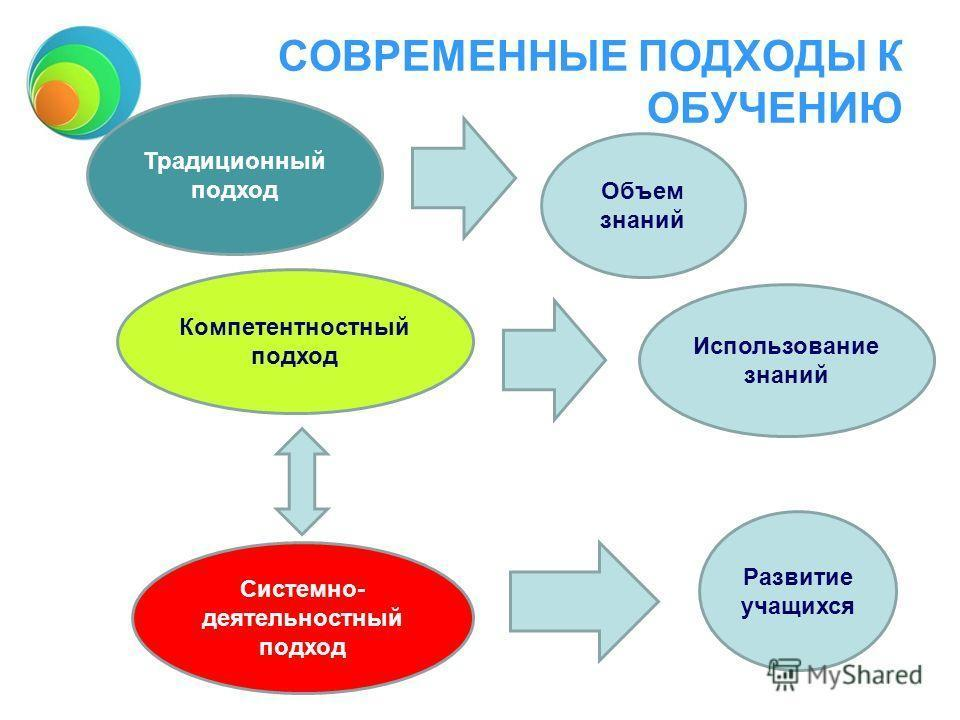 СОВРЕМЕННЫЕ ПОДХОДЫ К
ОБУЧЕНИЮ
Традиционный
подход
Объем
знаний
Компетентностный
подход
Использование
знаний
Системно-
деятельностный
подход
Развитие
учащихся
MyShared